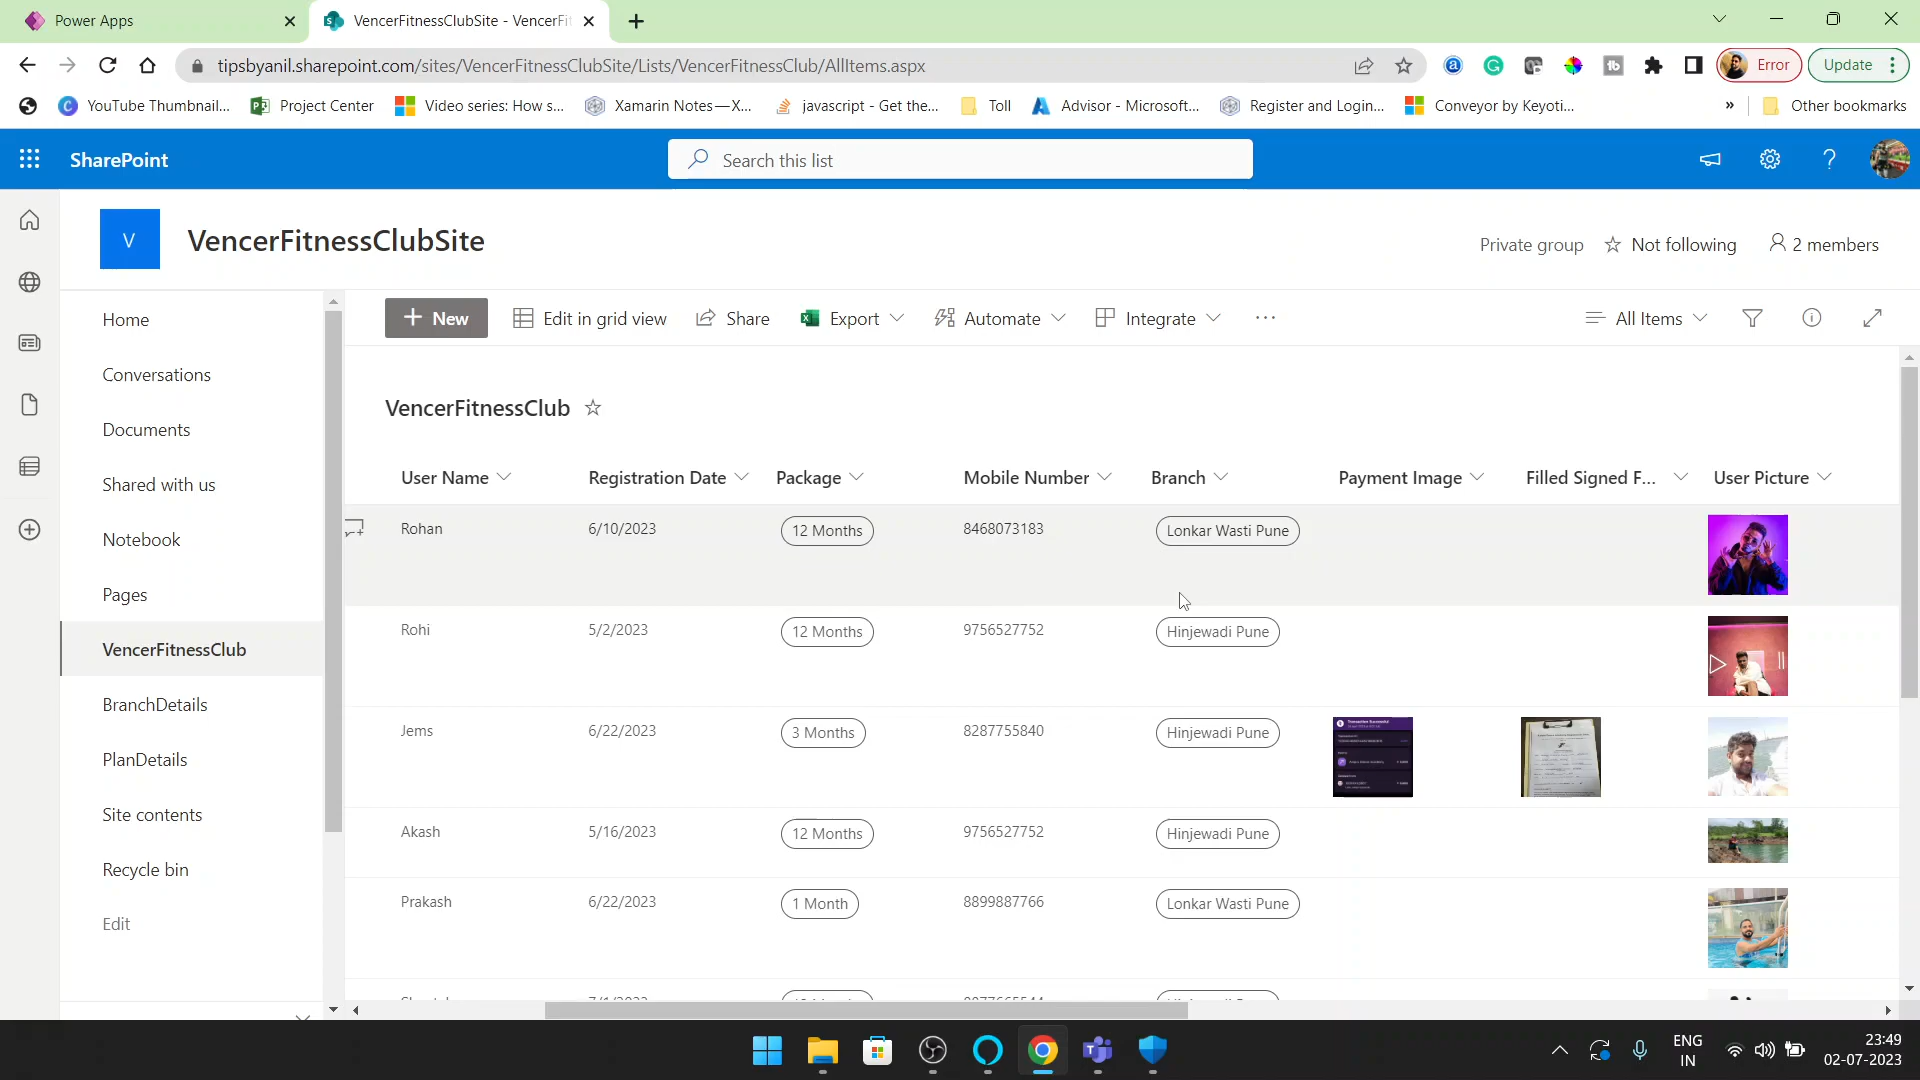 Power Apps
VencerFitnessClubSite - VencerFit
tipsbyanil.sharepoint.com/sites/VencerFitnessClubSite/Lists/VencerFitnessClub/AllItems.aspx
Error
Update
YouTube Thumbnail...
Project Center
Video series: How s...
Xamarin Notes—X...
javascript - Get the...
Toll
Advisor - Microsoft...
Register and Login...
Conveyor by Keyoti...
»
Other bookmarks
SharePoint
Search this list
V
VencerFitnessClubSite
Private group
Not following
2 members
Home
Conversations
Documents
Shared with us
Notebook
Pages
VencerFitnessClub
BranchDetails
PlanDetails
Site contents
Recycle bin
Edit
+ New
Edit in grid view
Share
Export
Automate
Integrate
...
All Items
VencerFitnessClub
User Name
Registration Date
Package
Mobile Number
Branch
Payment Image
Filled Signed F...
User Picture
Rohan
6/10/2023
12 Months
8468073183
Lonkar Wasti Pune
Rohi
5/2/2023
12 Months
9756527752
Hinjewadi Pune
Jems
6/22/2023
3 Months
8287755840
Hinjewadi Pune
Akash
5/16/2023
12 Months
9756527752
Hinjewadi Pune
Prakash
6/22/2023
1 Month
8899887766
Lonkar Wasti Pune
ENG
IN
23:49
02-07-2023